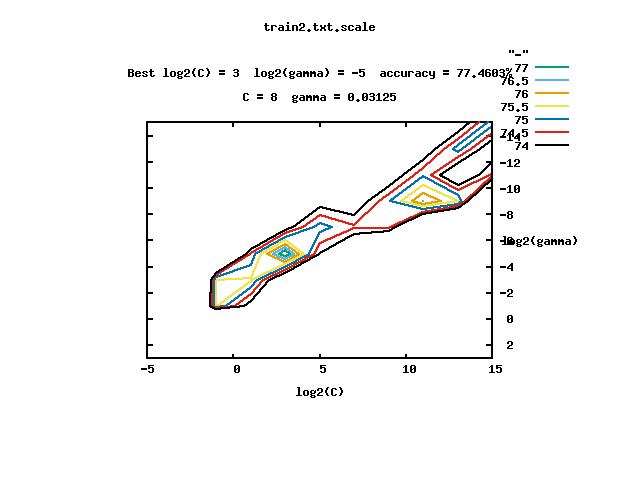 train2.txt.scale
"-"
Best log2(C) = 3  log2(gamma) = -5  accuracy = 77.4603%
77
76.5
76
75.5
75
74.5
74
C = 8  gamma = 0.03125
-14
-12
-10
-8
-6
log2(gamma)
-4
-2
0
2
-5 0 5 10 15
log2(C)